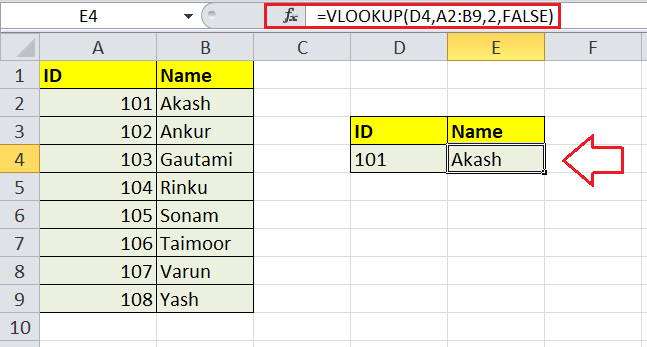 E4 fx =VLOOKUP(D4,A2:B9,2,FALSE)
A B C D E F
1 ID Name
2 101 Akash
3 102 Ankur ID Name
4 103 Gautami 101 Akash
5 104 Rinku
6 105 Sonam
7 106 Taimoor
8 107 Varun
9 108 Yash
10